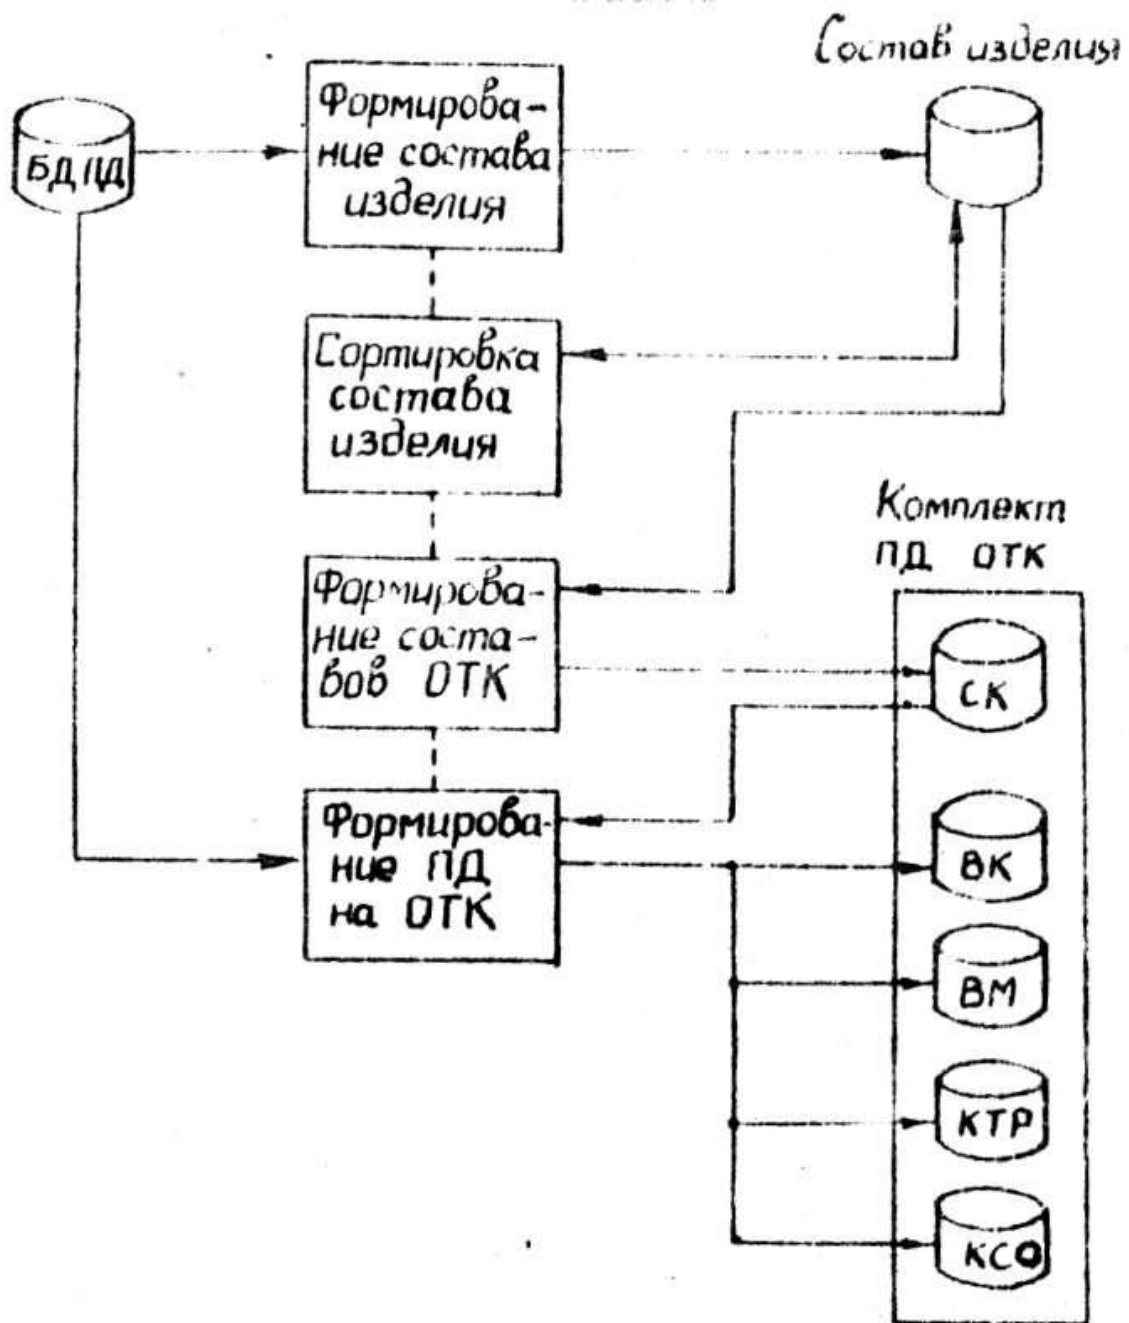 Состав изделия
БД ПД
Формирова-
ние состава
изделия
Сортировка
состава
изделия
Комплект
ПД ОТК
Формирова-
ние соста-
вов ОТК
СК
Формирова-
ние ПД
на ОТК
ВК
ВМ
КТР
КСО